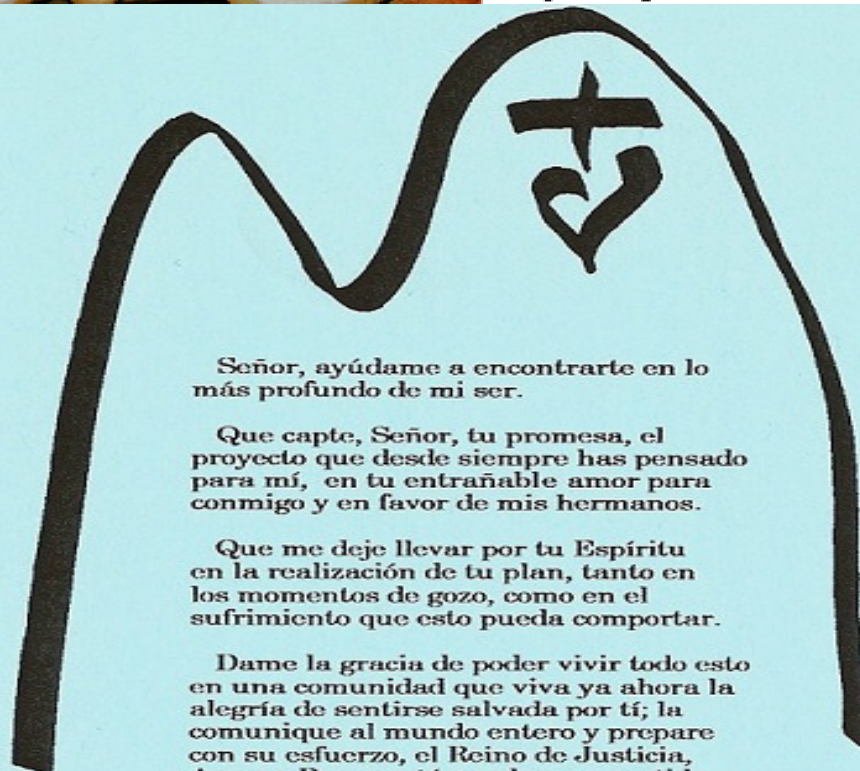 Señor, ayúdame a encontrarte en lo
más profundo de mi ser.
Que capte, Señor, tu promesa, el
proyecto que desde siempre has pensado
para mí, en tu entrañable amor para
conmigo y en favor de mis hermanos.
Que me deje llevar por tu Espíritu
en la realización de tu plan, tanto en
los momentos de gozo, como en el
sufrimiento que esto pueda comportar.
Dame la gracia de poder vivir todo esto
en una comunidad que viva ya ahora la
alegría de sentirse salvada por tí; la
comunique al mundo entero y prepare
con su esfuerzo, el Reino de Justicia,